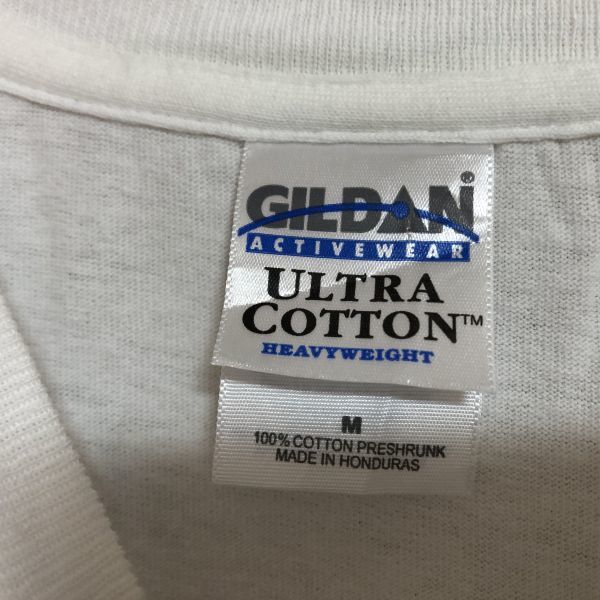 GILDAN®
ACTIVEWEAR
ULTRA
COTTON™
HEAVYWEIGHT
M
100% COTTON PRESHRUNK
MADE IN HONDURAS